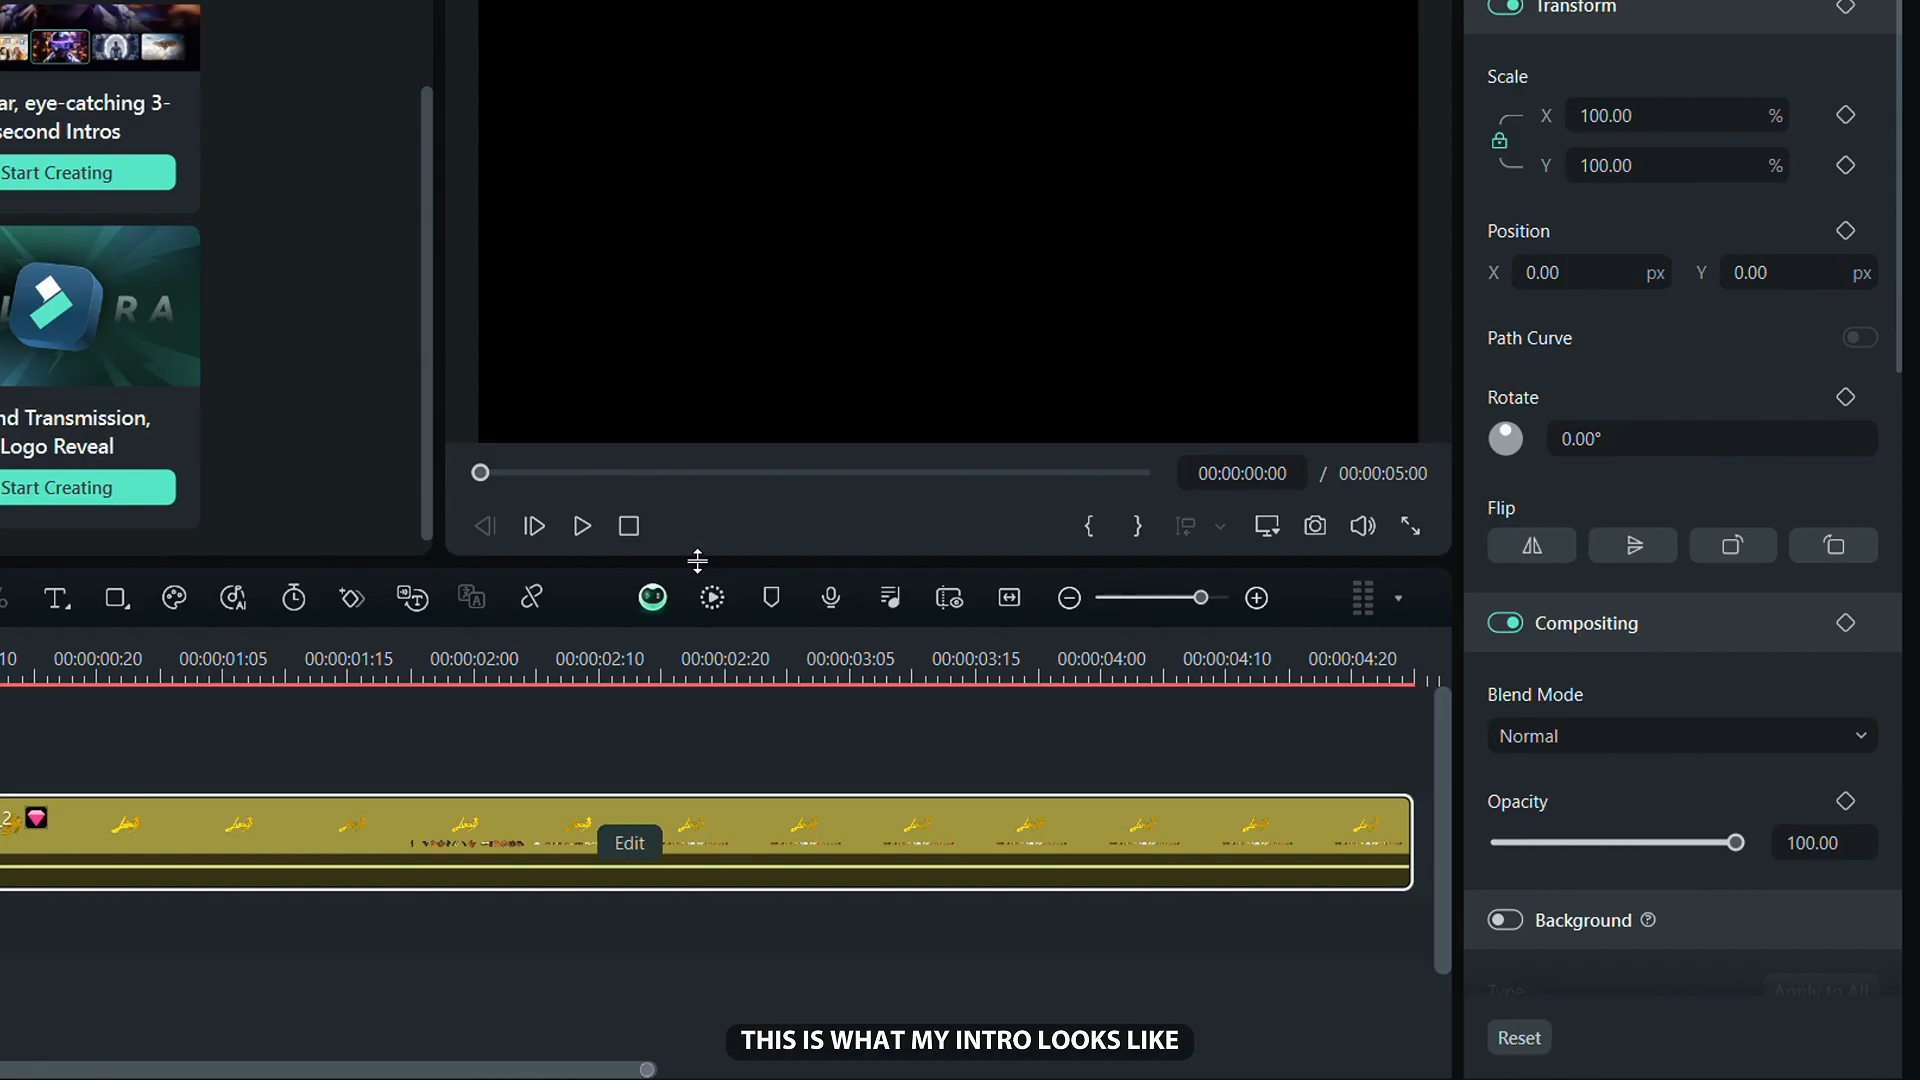 ar, eye-catching 3-
second Intros
Start Creating
RA
nd Transmission,
Logo Reveal
Start Creating
00:00:00:00 / 00:00:05:00
Transform
Scale
X 100.00 %
Y 100.00 %
Position
X 0.00 px Y 0.00 px
Path Curve
Rotate
0.00°
Flip
Compositing
Blend Mode
Normal
Opacity
100.00
Background
Type Apply to All
Reset
10 00:00:00:20 00:00:01:05 00:00:01:15 00:00:02:00 00:00:02:10 00:00:02:20 00:00:03:05 00:00:03:15 00:00:04:00 00:00:04:10 00:00:04:20
2
Edit
THIS IS WHAT MY INTRO LOOKS LIKE